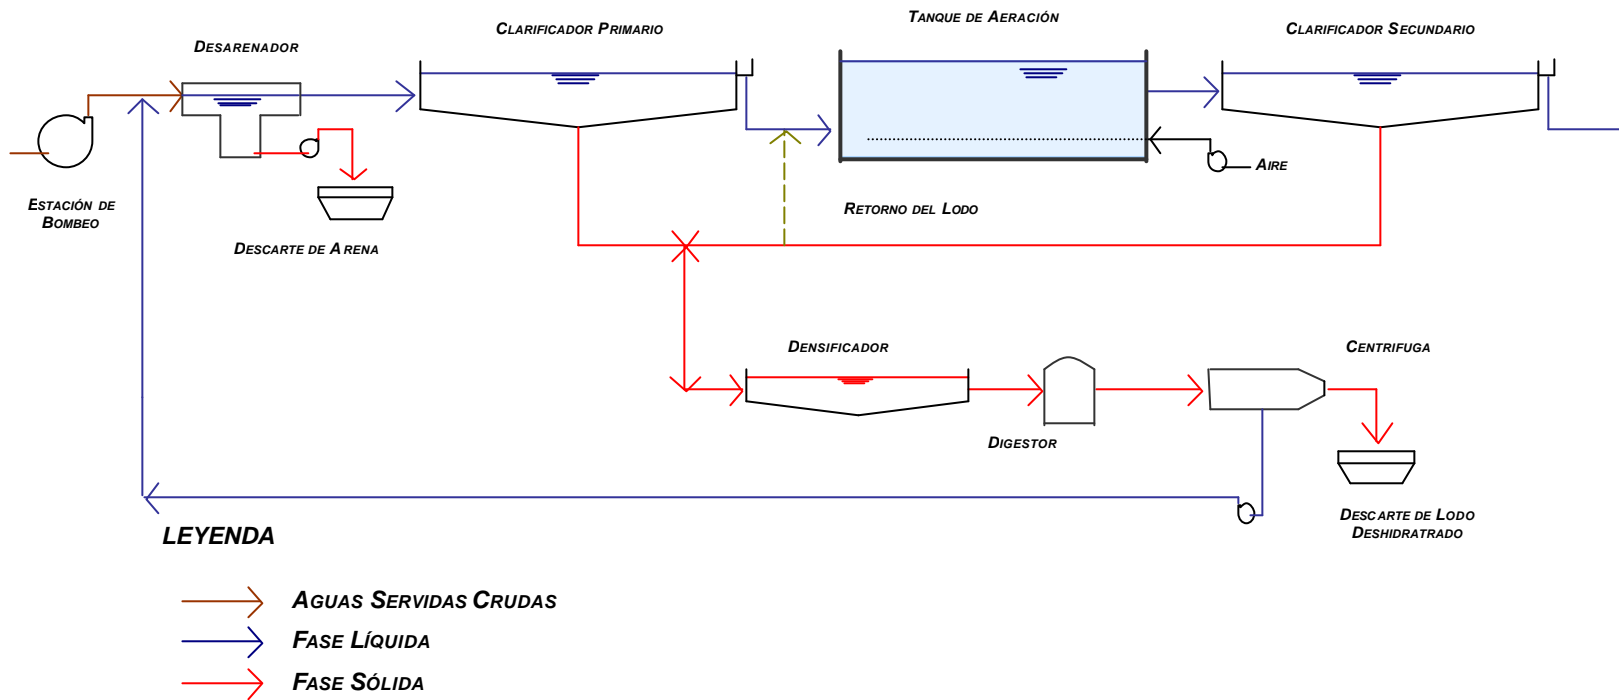 TANQUE DE AERACIÓN
CLARIFICADOR PRIMARIO
CLARIFICADOR SECUNDARIO
DESARENADOR
AIRE
ESTACIÓN DE
BOMBEO
RETORNO DEL LODO
DESCARTE DE ARENA
DENSIFICADOR
CENTRIFUGA
DIGESTOR
DESCARTE DE LODO
DESHIDRATRADO
LEYENDA
AGUAS SERVIDAS CRUDAS
FASE LÍQUIDA
FASE SÓLIDA